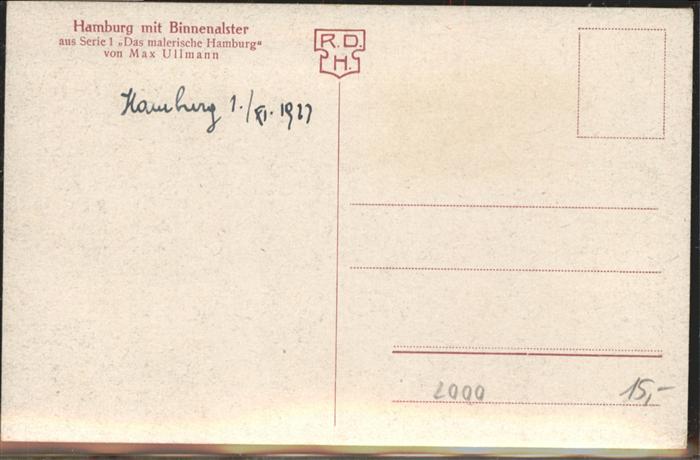 Hamburg mit Binnenalster
aus Serie 1 „Das malerische Hamburg“
von Max Ullmann
R. D.
H.
Hamburg 1./XI. 1927
2000
15,-